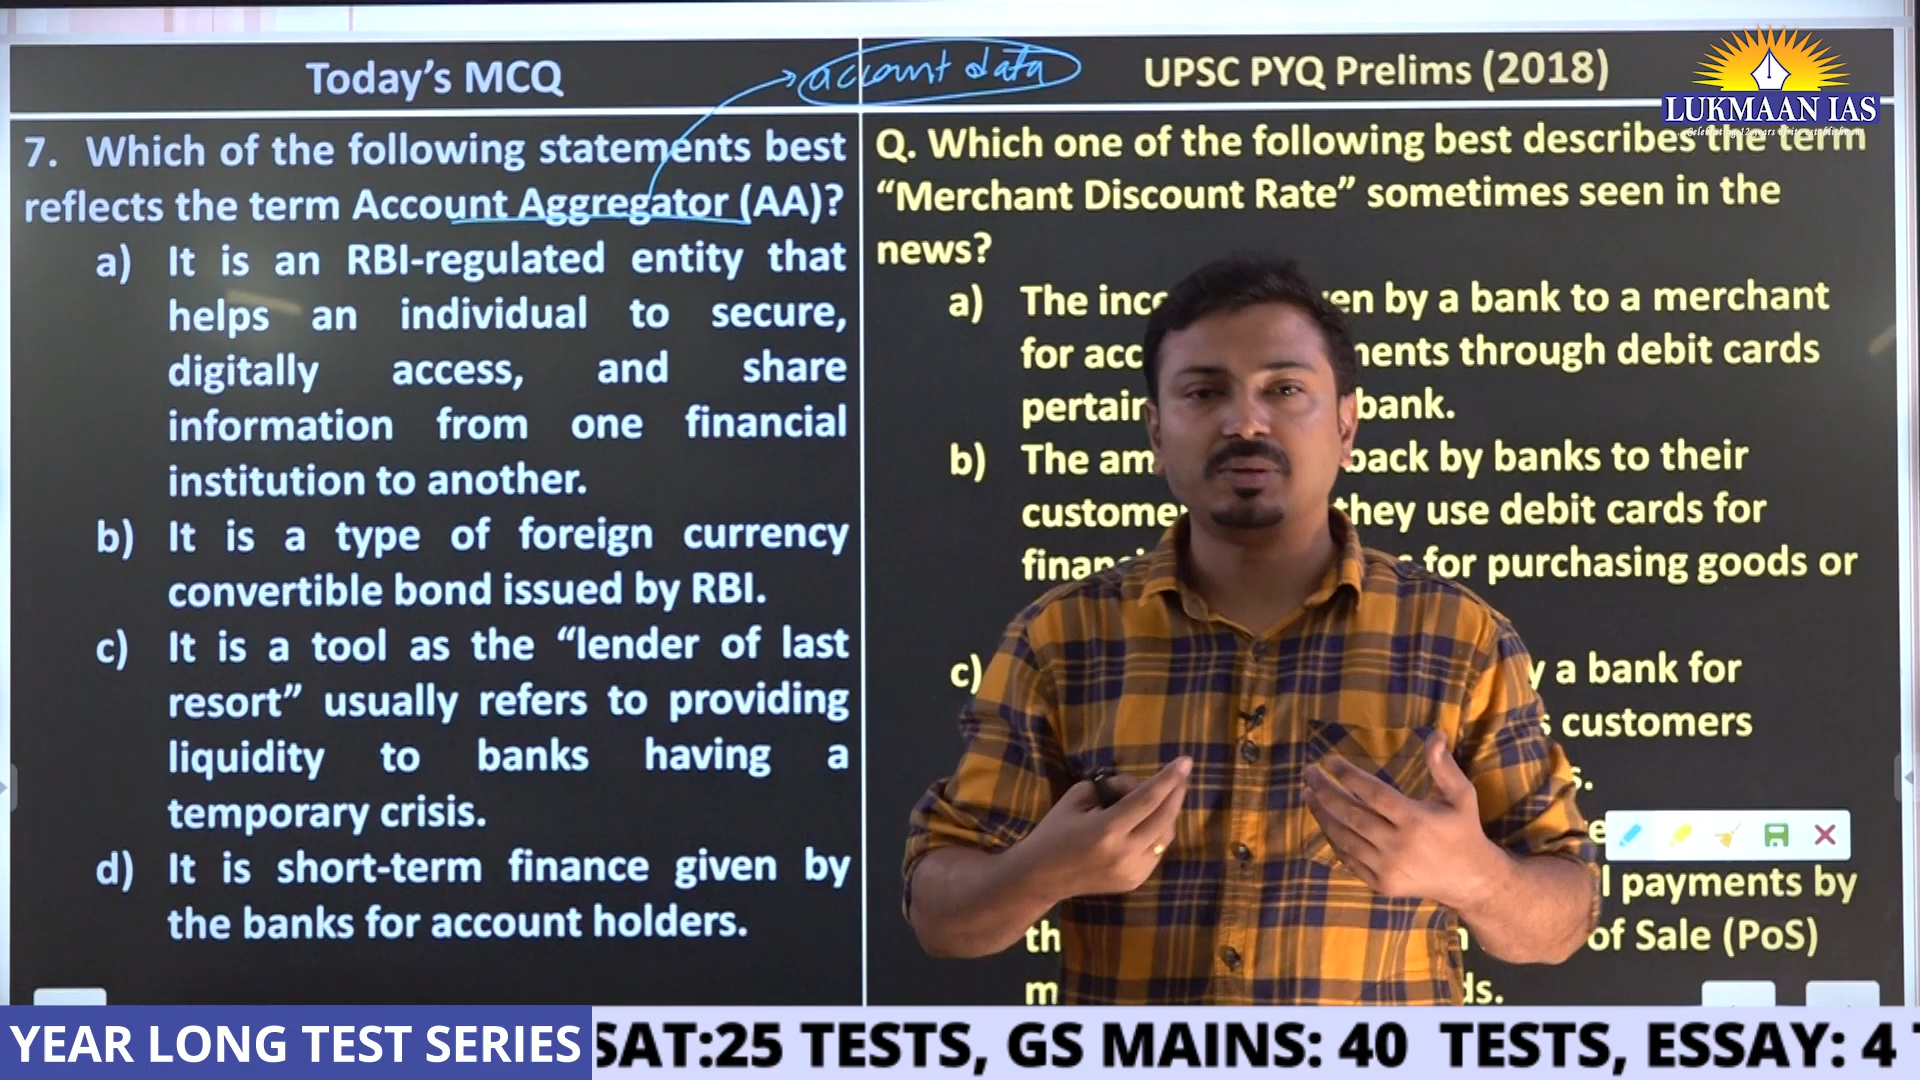 Today's MCQ
account data
UPSC PYQ Prelims (2018)
LUKMAAN IAS
Celebrating 12 years of its establishment
7. Which of the following statements best
reflects the term Account Aggregator (AA)?
a) It is an RBI-regulated entity that
helps an individual to secure,
digitally access, and share
information from one financial
institution to another.
b) It is a type of foreign currency
convertible bond issued by RBI.
c) It is a tool as the “lender of last
resort” usually refers to providing
liquidity to banks having a
temporary crisis.
d) It is short-term finance given by
the banks for account holders.
Q. Which one of the following best describes the term
“Merchant Discount Rate” sometimes seen in the
news?
a) The by a bank to a merchant
for through debit cards
bank.
b) The back by banks to their
they use debit cards for
for purchasing goods or
c) a bank for
customers
payments by
of Sale (PoS)
YEAR LONG TEST SERIES
SAT:25 TESTS, GS MAINS: 40 TESTS, ESSAY: 4